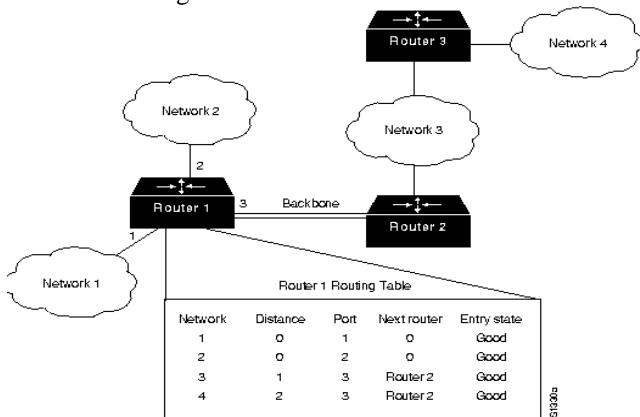 Router 3
Network 4
Network 2
Network 3
2
Router 1
3
Backbone
Router 2
1
Network 1
Router 1 Routing Table
Network Distance Port Next router Entry state
1 0 1 0 Good
2 0 2 0 Good
3 1 3 Router 2 Good
4 2 3 Router 2 Good
S1330a